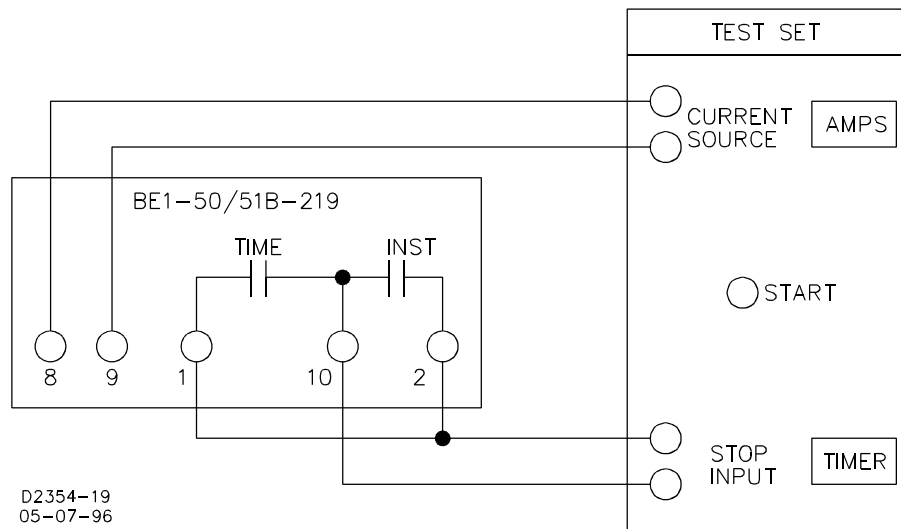 TEST SET
CURRENT
SOURCE
AMPS
BE1-50/51B-219
TIME
INST
START
8
9
1
10
2
STOP
INPUT
TIMER
D2354-19
05-07-96